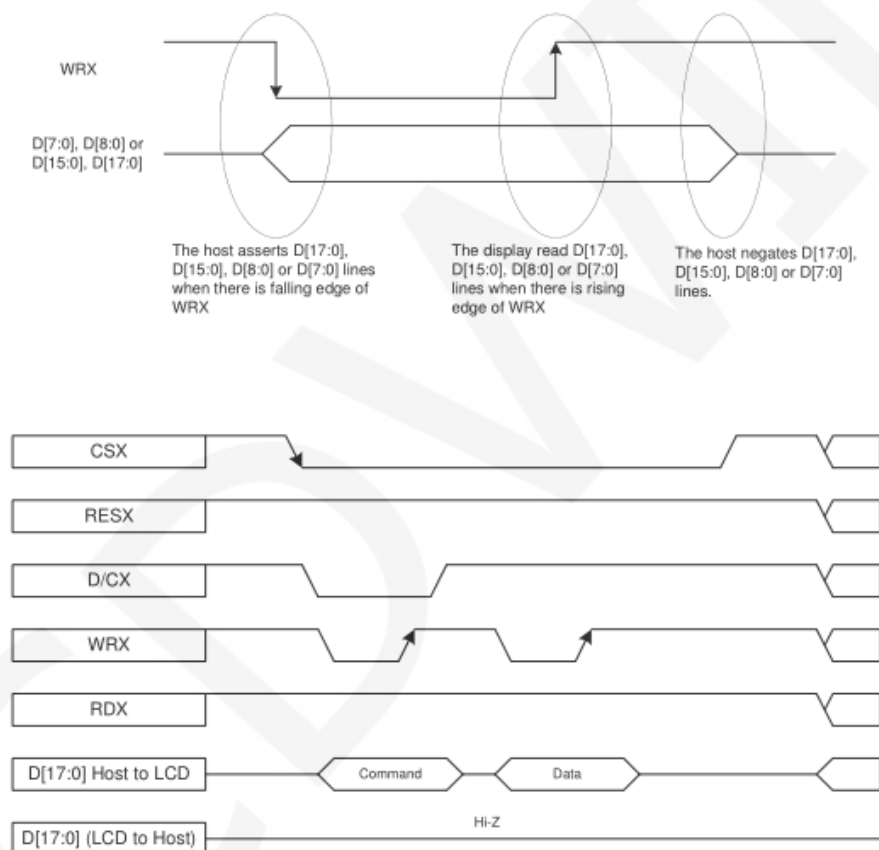 WRX
D[7:0], D[8:0] or
D[15:0], D[17:0]
The host asserts D[17:0],
D[15:0], D[8:0] or D[7:0] lines
when there is falling edge of
WRX
The display read D[17:0],
D[15:0], D[8:0] or D[7:0]
lines when there is rising
edge of WRX
The host negates D[17:0],
D[15:0], D[8:0] or D[7:0]
lines.
CSX
RESX
D/CX
WRX
RDX
D[17:0] Host to LCD
Command
Data
D[17:0] (LCD to Host)
Hi-Z